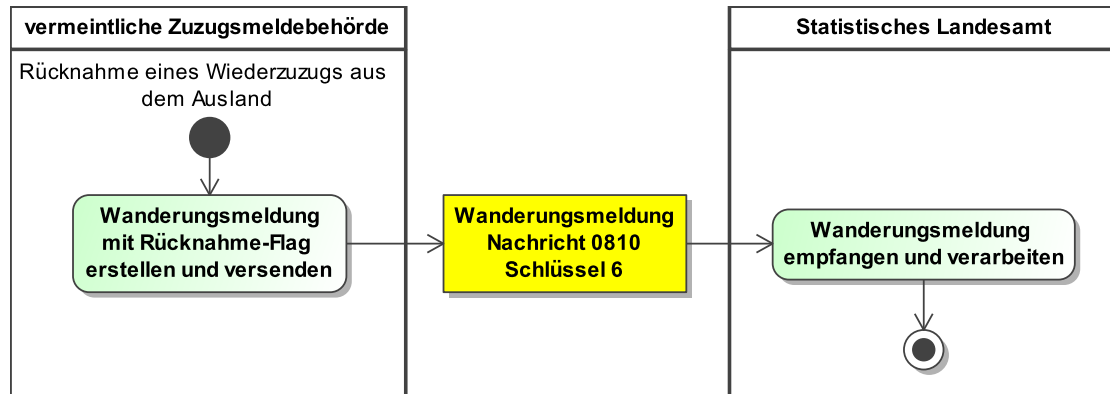 vermeintliche Zuzugsmeldebehörde
Rücknahme eines Wiederzuzugs aus
dem Ausland
Wanderungsmeldung
mit Rücknahme-Flag
erstellen und versenden
Wanderungsmeldung
Nachricht 0810
Schlüssel 6
Statistisches Landesamt
Wanderungsmeldung
empfangen und verarbeiten